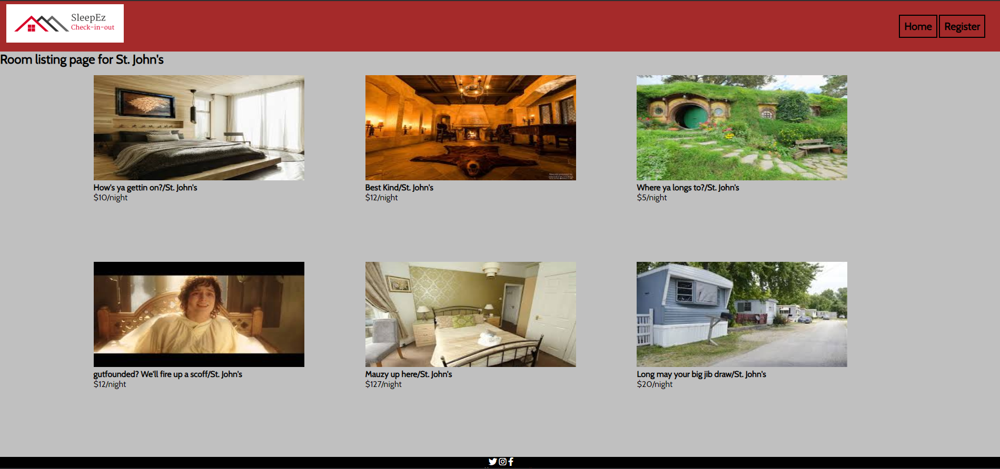 SleepEz
Check-in-out
Home
Register
Room listing page for St. John's
How's ya gettin on?/St. John's
$10/night
Best Kind/St. John's
$12/night
Where ya longs to?/St. John's
$5/night
gutfounded? We'll fire up a scoff/St. John's
$12/night
Mauzy up here/St. John's
$127/night
Long may your big jib draw/St. John's
$20/night